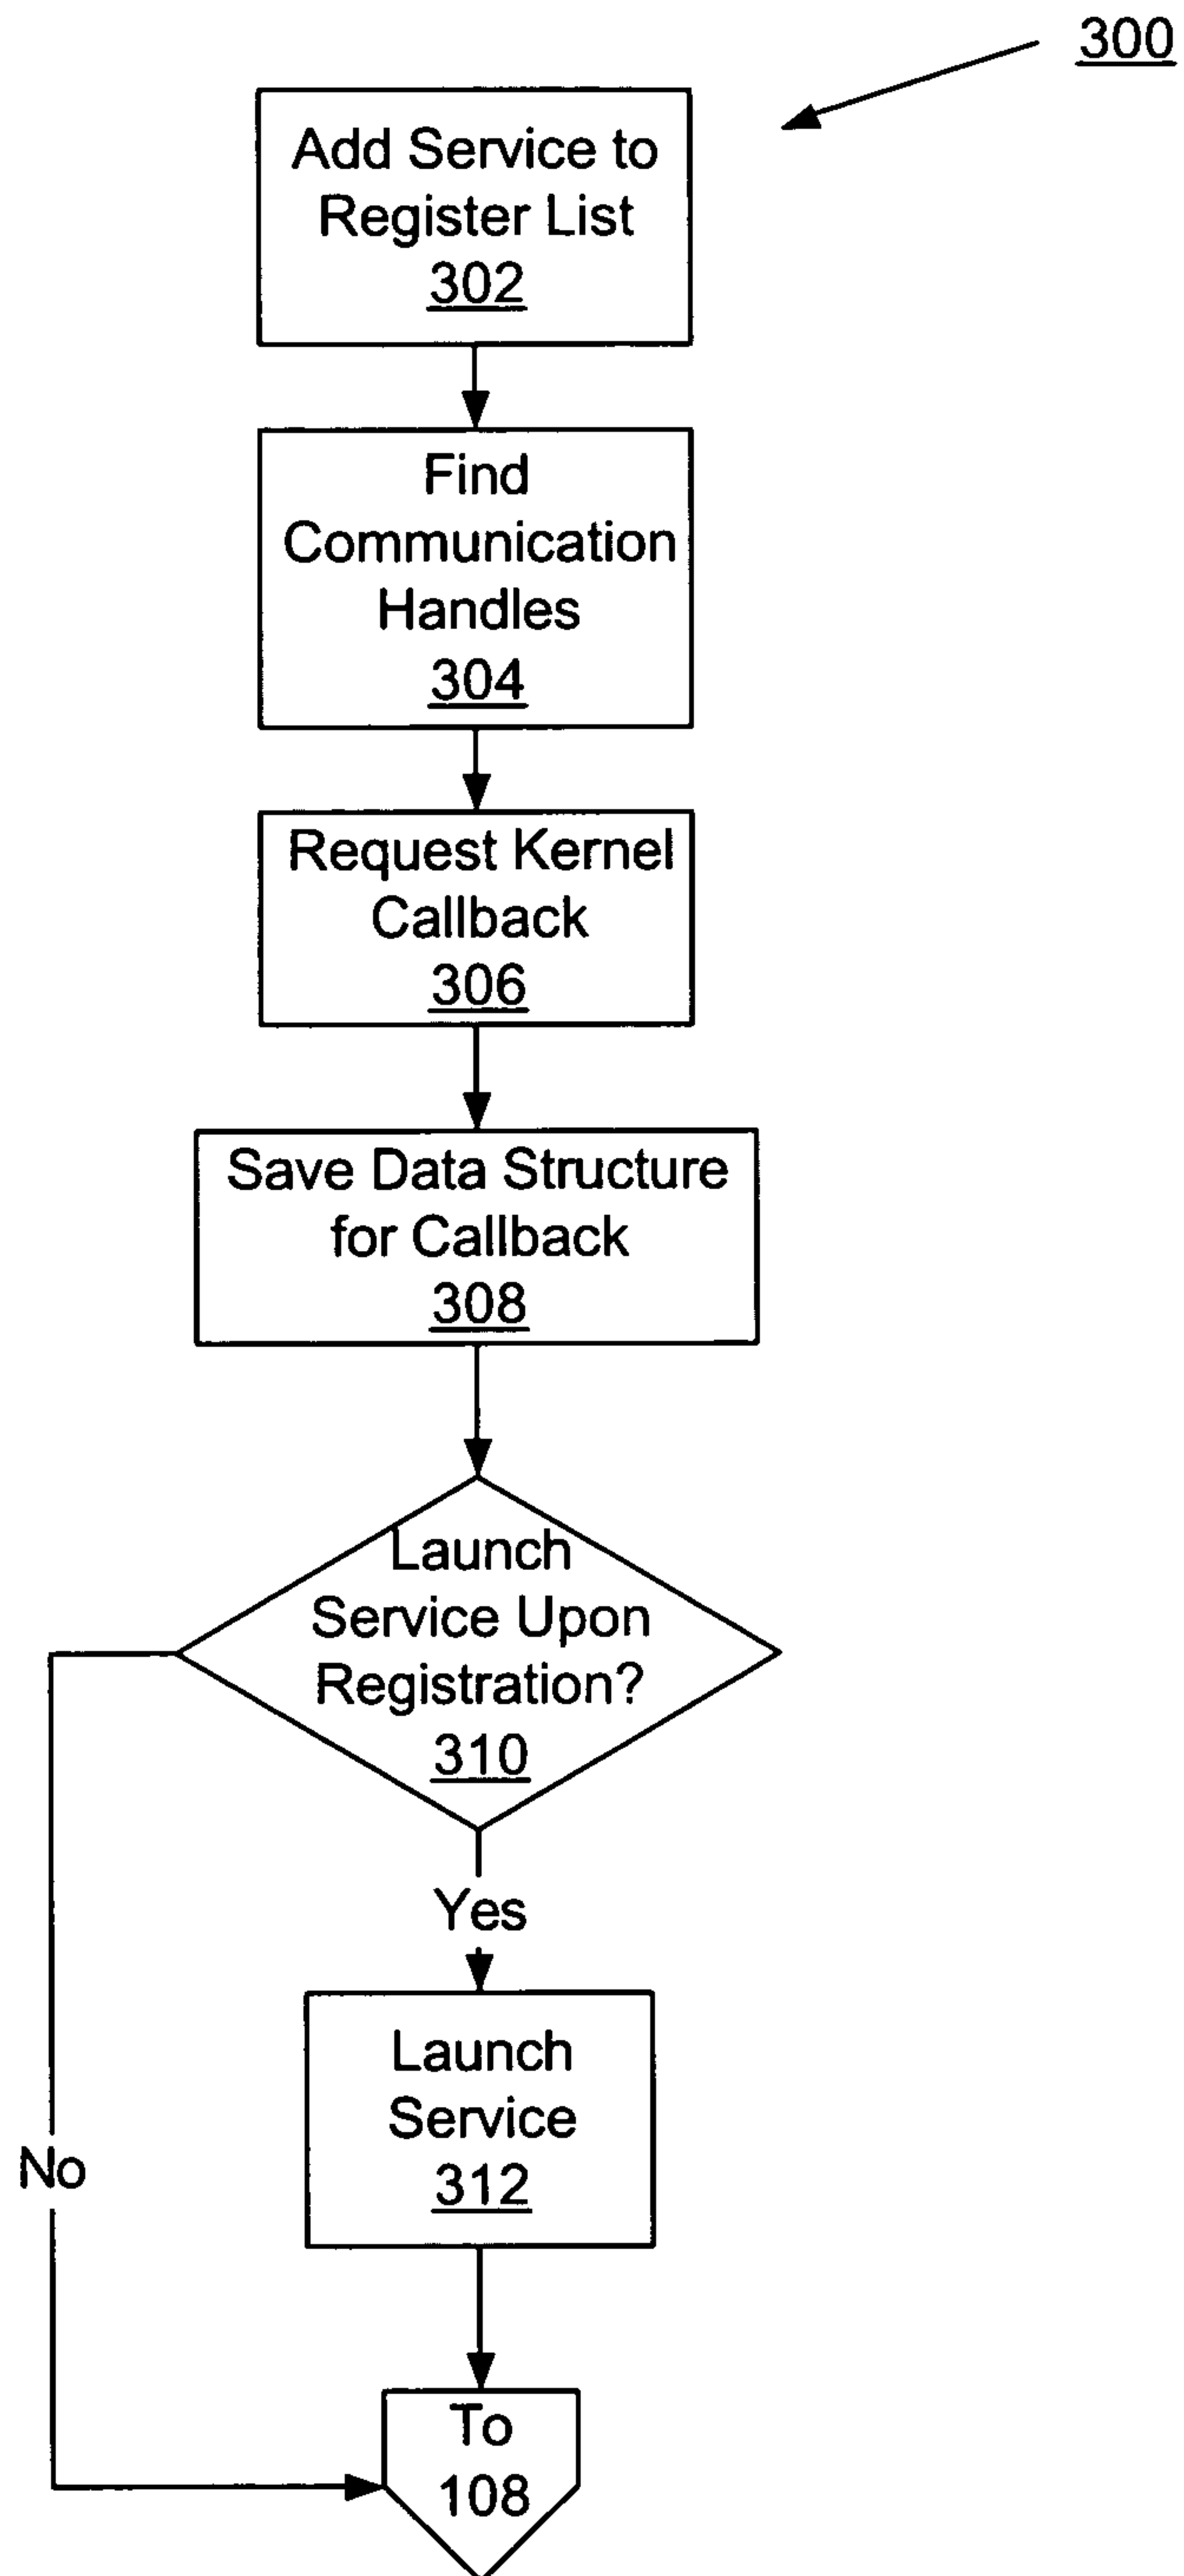 300
Add Service to
Register List
302
Find
Communication
Handles
304
Request Kernel
Callback
306
Save Data Structure
for Callback
308
Launch
Service Upon
Registration?
310
Yes
Launch
Service
312
No
To
108